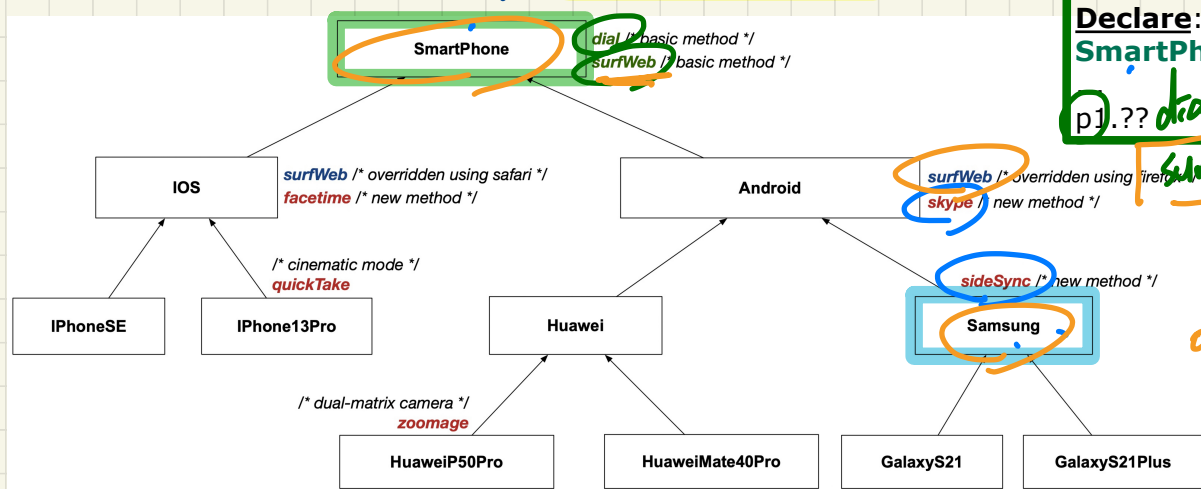 Declare:
SmartPh
SmartPhone
dial /* basic method */
surfWeb /* basic method */
p1.??
IOS
surfWeb /* overridden using safari */
facetime /* new method */
Android
surfWeb /* overridden using firefox */
skype /* new method */
/* cinematic mode */
quickTake
sideSync /* new method */
IPhoneSE
IPhone13Pro
Huawei
Samsung
/* dual-matrix camera */
zoomage
HuaweiP50Pro
HuaweiMate40Pro
GalaxyS21
GalaxyS21Plus